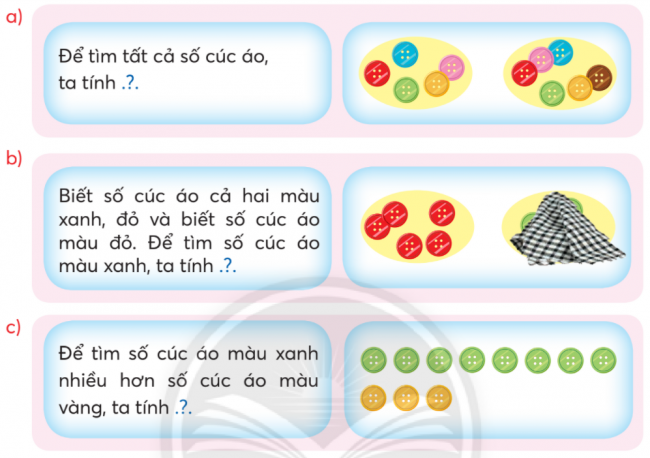 a)
Để tìm tất cả số cúc áo,
ta tính .?.
b)
Biết số cúc áo cả hai màu
xanh, đỏ và biết số cúc áo
màu đỏ. Để tìm số cúc áo
màu xanh, ta tính .?.
c)
Để tìm số cúc áo màu xanh
nhiều hơn số cúc áo màu
vàng, ta tính .?.